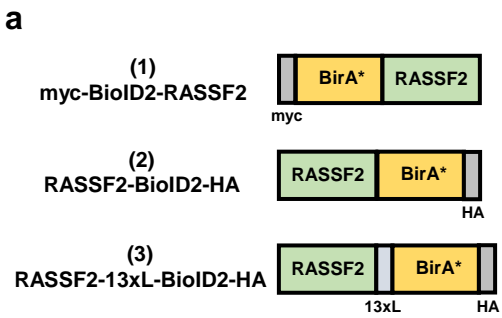 a
(1)
myc-BioID2-RASSF2
BirA* RASSF2
myc
(2)
RASSF2-BioID2-HA
RASSF2 BirA*
HA
(3)
RASSF2-13xL-BioID2-HA
RASSF2 BirA*
13xL HA